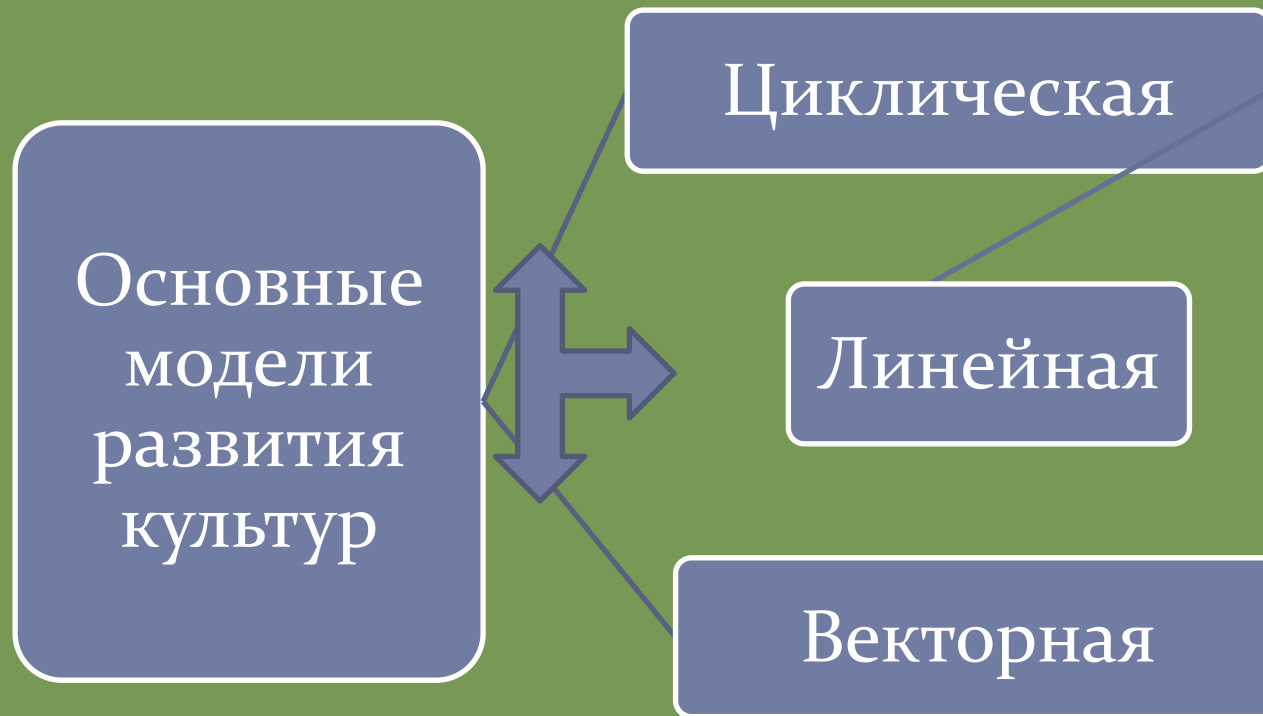 Основные
модели
развития
культур
Циклическая
Линейная
Векторная